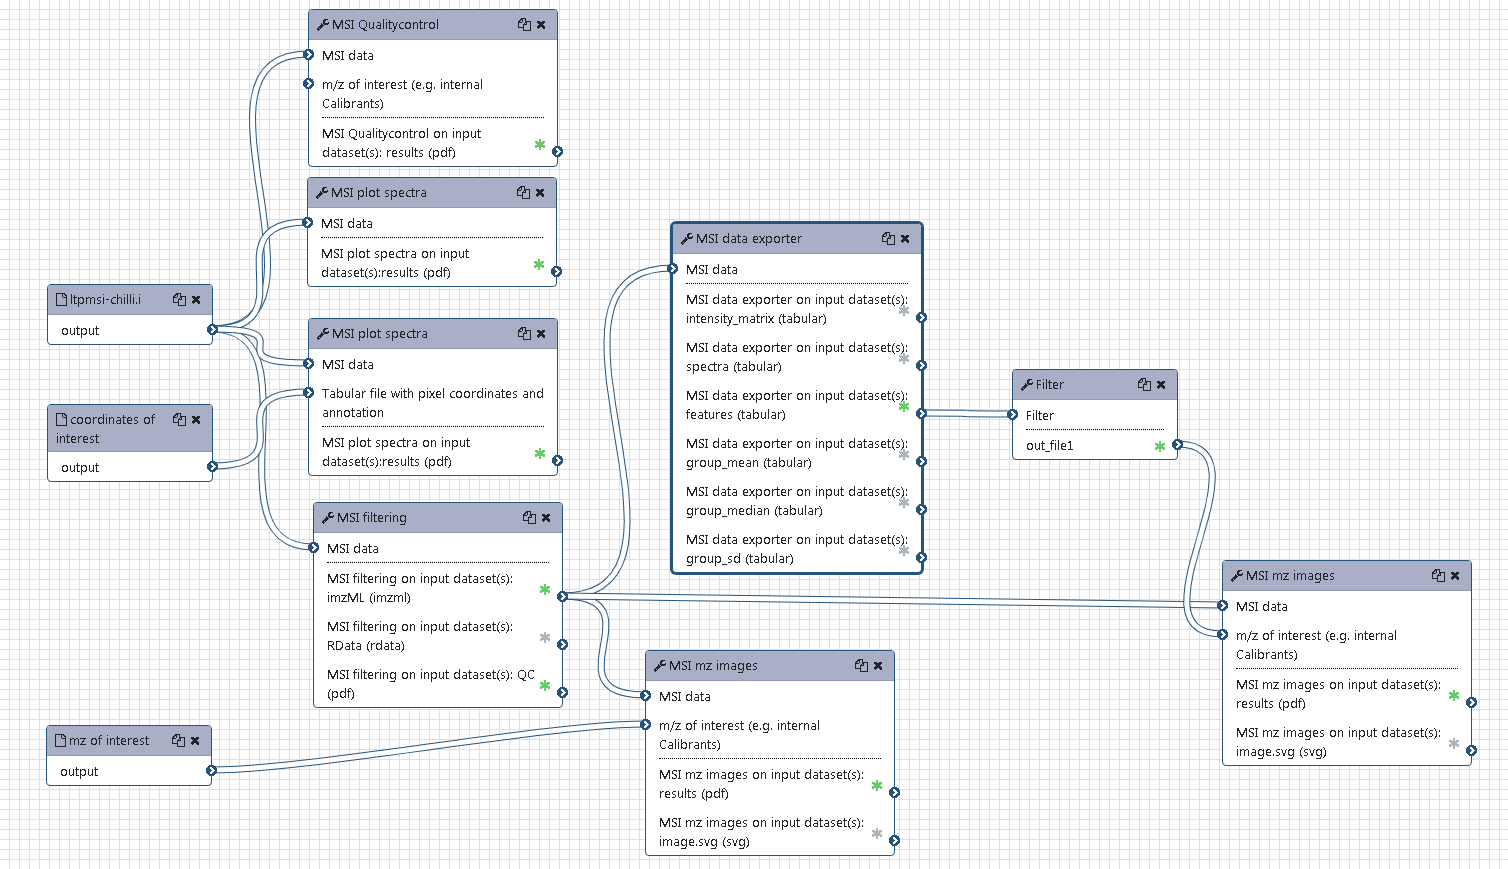 MSI Qualitycontrol
MSI data
m/z of interest (e.g. internal
Calibrants)
MSI Qualitycontrol on input
dataset(s): results (pdf)
MSI plot spectra
MSI data
MSI plot spectra on input
dataset(s):results (pdf)
ltpmsi-chilli.i
output
MSI plot spectra
MSI data
Tabular file with pixel coordinates and
annotation
MSI plot spectra on input
dataset(s):results (pdf)
coordinates of
interest
output
MSI filtering
MSI data
MSI filtering on input dataset(s):
imzML (imzml)
MSI filtering on input dataset(s):
RData (rdata)
MSI filtering on input dataset(s): QC
(pdf)
mz of interest
output
MSI data exporter
MSI data
MSI data exporter on input dataset(s):
intensity_matrix (tabular)
MSI data exporter on input dataset(s):
spectra (tabular)
MSI data exporter on input dataset(s):
features (tabular)
MSI data exporter on input dataset(s):
group_mean (tabular)
MSI data exporter on input dataset(s):
group_median (tabular)
MSI data exporter on input dataset(s):
group_sd (tabular)
MSI mz images
MSI data
m/z of interest (e.g. internal
Calibrants)
MSI mz images on input dataset(s):
results (pdf)
MSI mz images on input dataset(s):
image.svg (svg)
Filter
Filter
out_file1
MSI mz images
MSI data
m/z of interest (e.g. internal
Calibrants)
MSI mz images on input dataset(s):
results (pdf)
MSI mz images on input dataset(s):
image.svg (svg)